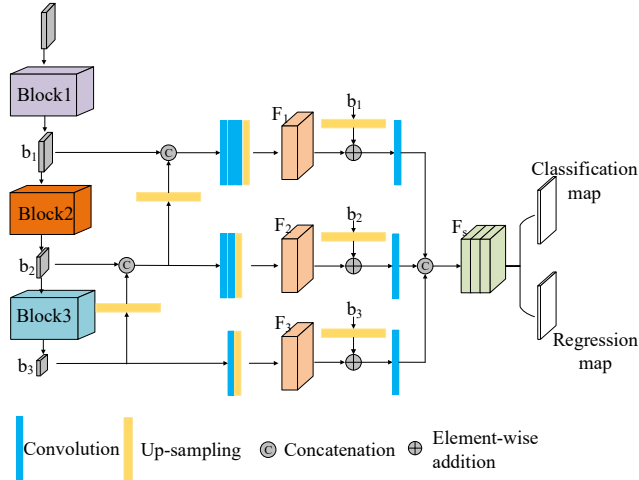 Block1
b1
Block2
b2
Block3
b3
C
C
F1
b1
F2
b2
F3
b3
C
Fs
Classification
map
Regression
map
Convolution
Up-sampling
C
Concatenation
Element-wise
addition